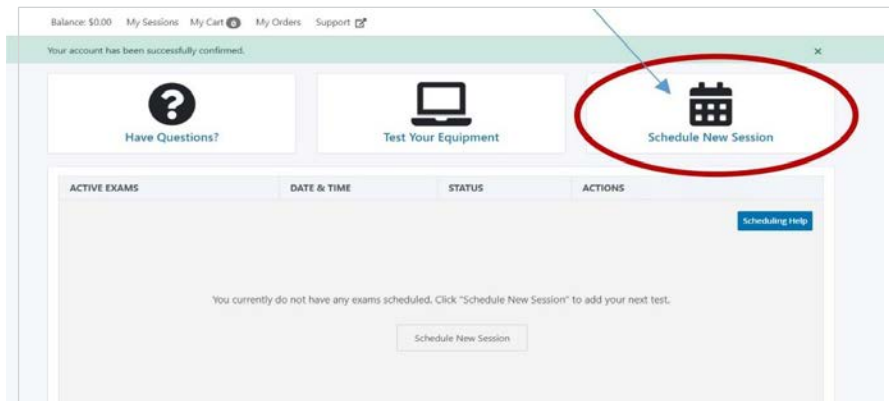 Balance: $0.00 My Sessions My Cart 0 My Orders Support
Your account has been successfully confirmed. ×
Have Questions? Test Your Equipment Schedule New Session
ACTIVE EXAMS DATE & TIME STATUS ACTIONS
Scheduling Help
You currently do not have any exams scheduled. Click "Schedule New Session" to add your next test.
Schedule New Session